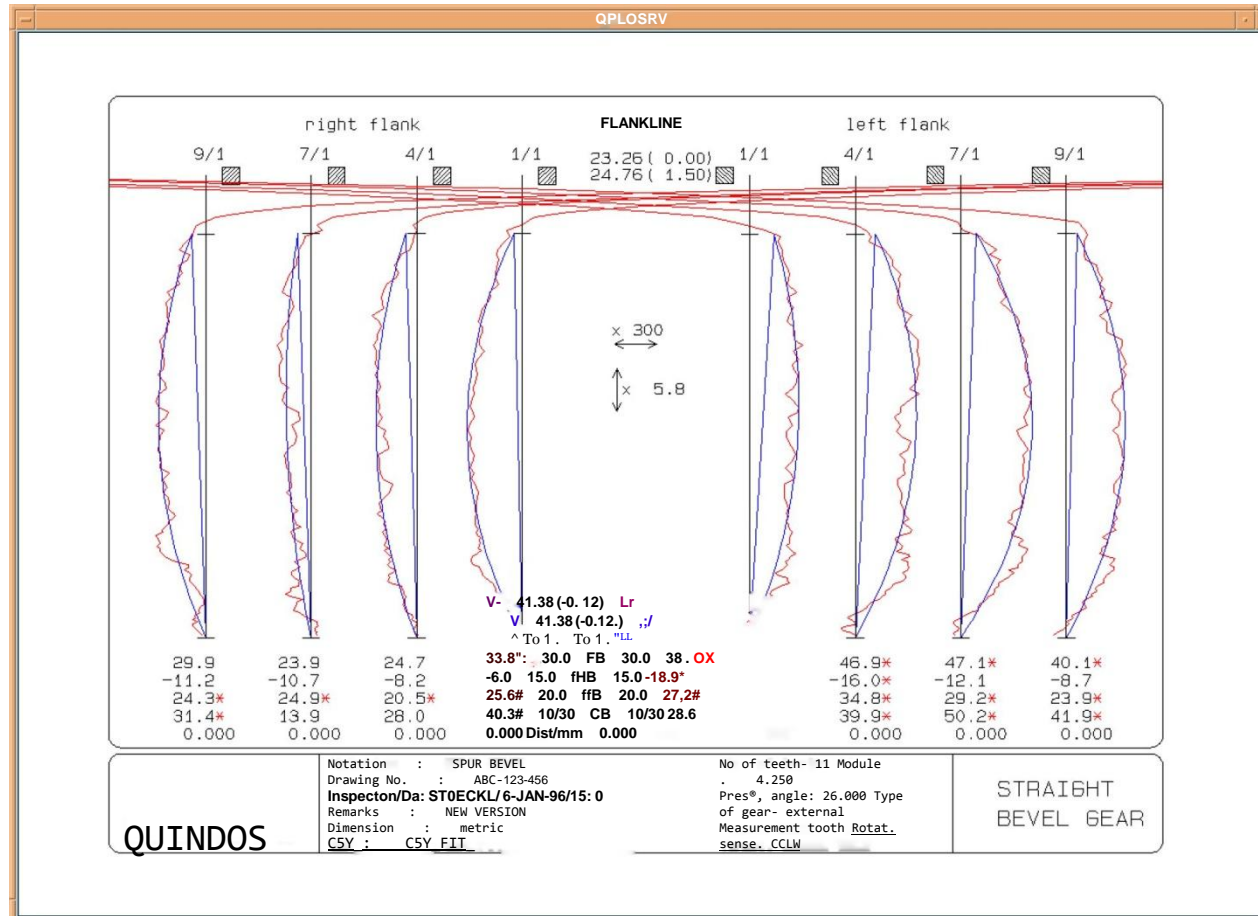 QPLOSRV
right flank FLANKLINE left flank
9/1 7/1 4/1 1/1 23.26( 0.00) 1/1 4/1 7/1 9/1
24.76( 1.50)
x 300
x 5.8
V- 41.38 (-0. 12) Lr
V 41.38 (-0.12.) ,;/
^ To 1 . To 1 . "LL
29.9 23.9 24.7 33.8": 30.0 FB 30.0 38 . OX 46.9* 47.1* 40.1*
-11.2 -10.7 -8.2 -6.0 15.0 fHB 15.0 -18.9* -16.0* -12.1 -8.7
24.3* 24.9* 20.5* 25.6# 20.0 ffB 20.0 27,2# 34.8* 29.2* 23.9*
31.4* 13.9 28.0 40.3# 10/30 CB 10/30 28.6 39.9* 50.2* 41.9*
0.000 0.000 0.000 0.000 Dist/mm 0.000 0.000 0.000 0.000
QUINDOS
Notation : SPUR BEVEL
Drawing No. : ABC-123-456
Inspecton/Da: ST0ECKL/ 6-JAN-96/15: 0
Remarks : NEW VERSION
Dimension : metric
C5Y : C5Y_FIT
No of teeth- 11 Module
. 4.250
Pres®, angle: 26.000 Type
of gear- external
Measurement tooth Rotat.
sense. CCLW
STRAIGHT
BEVEL GEAR